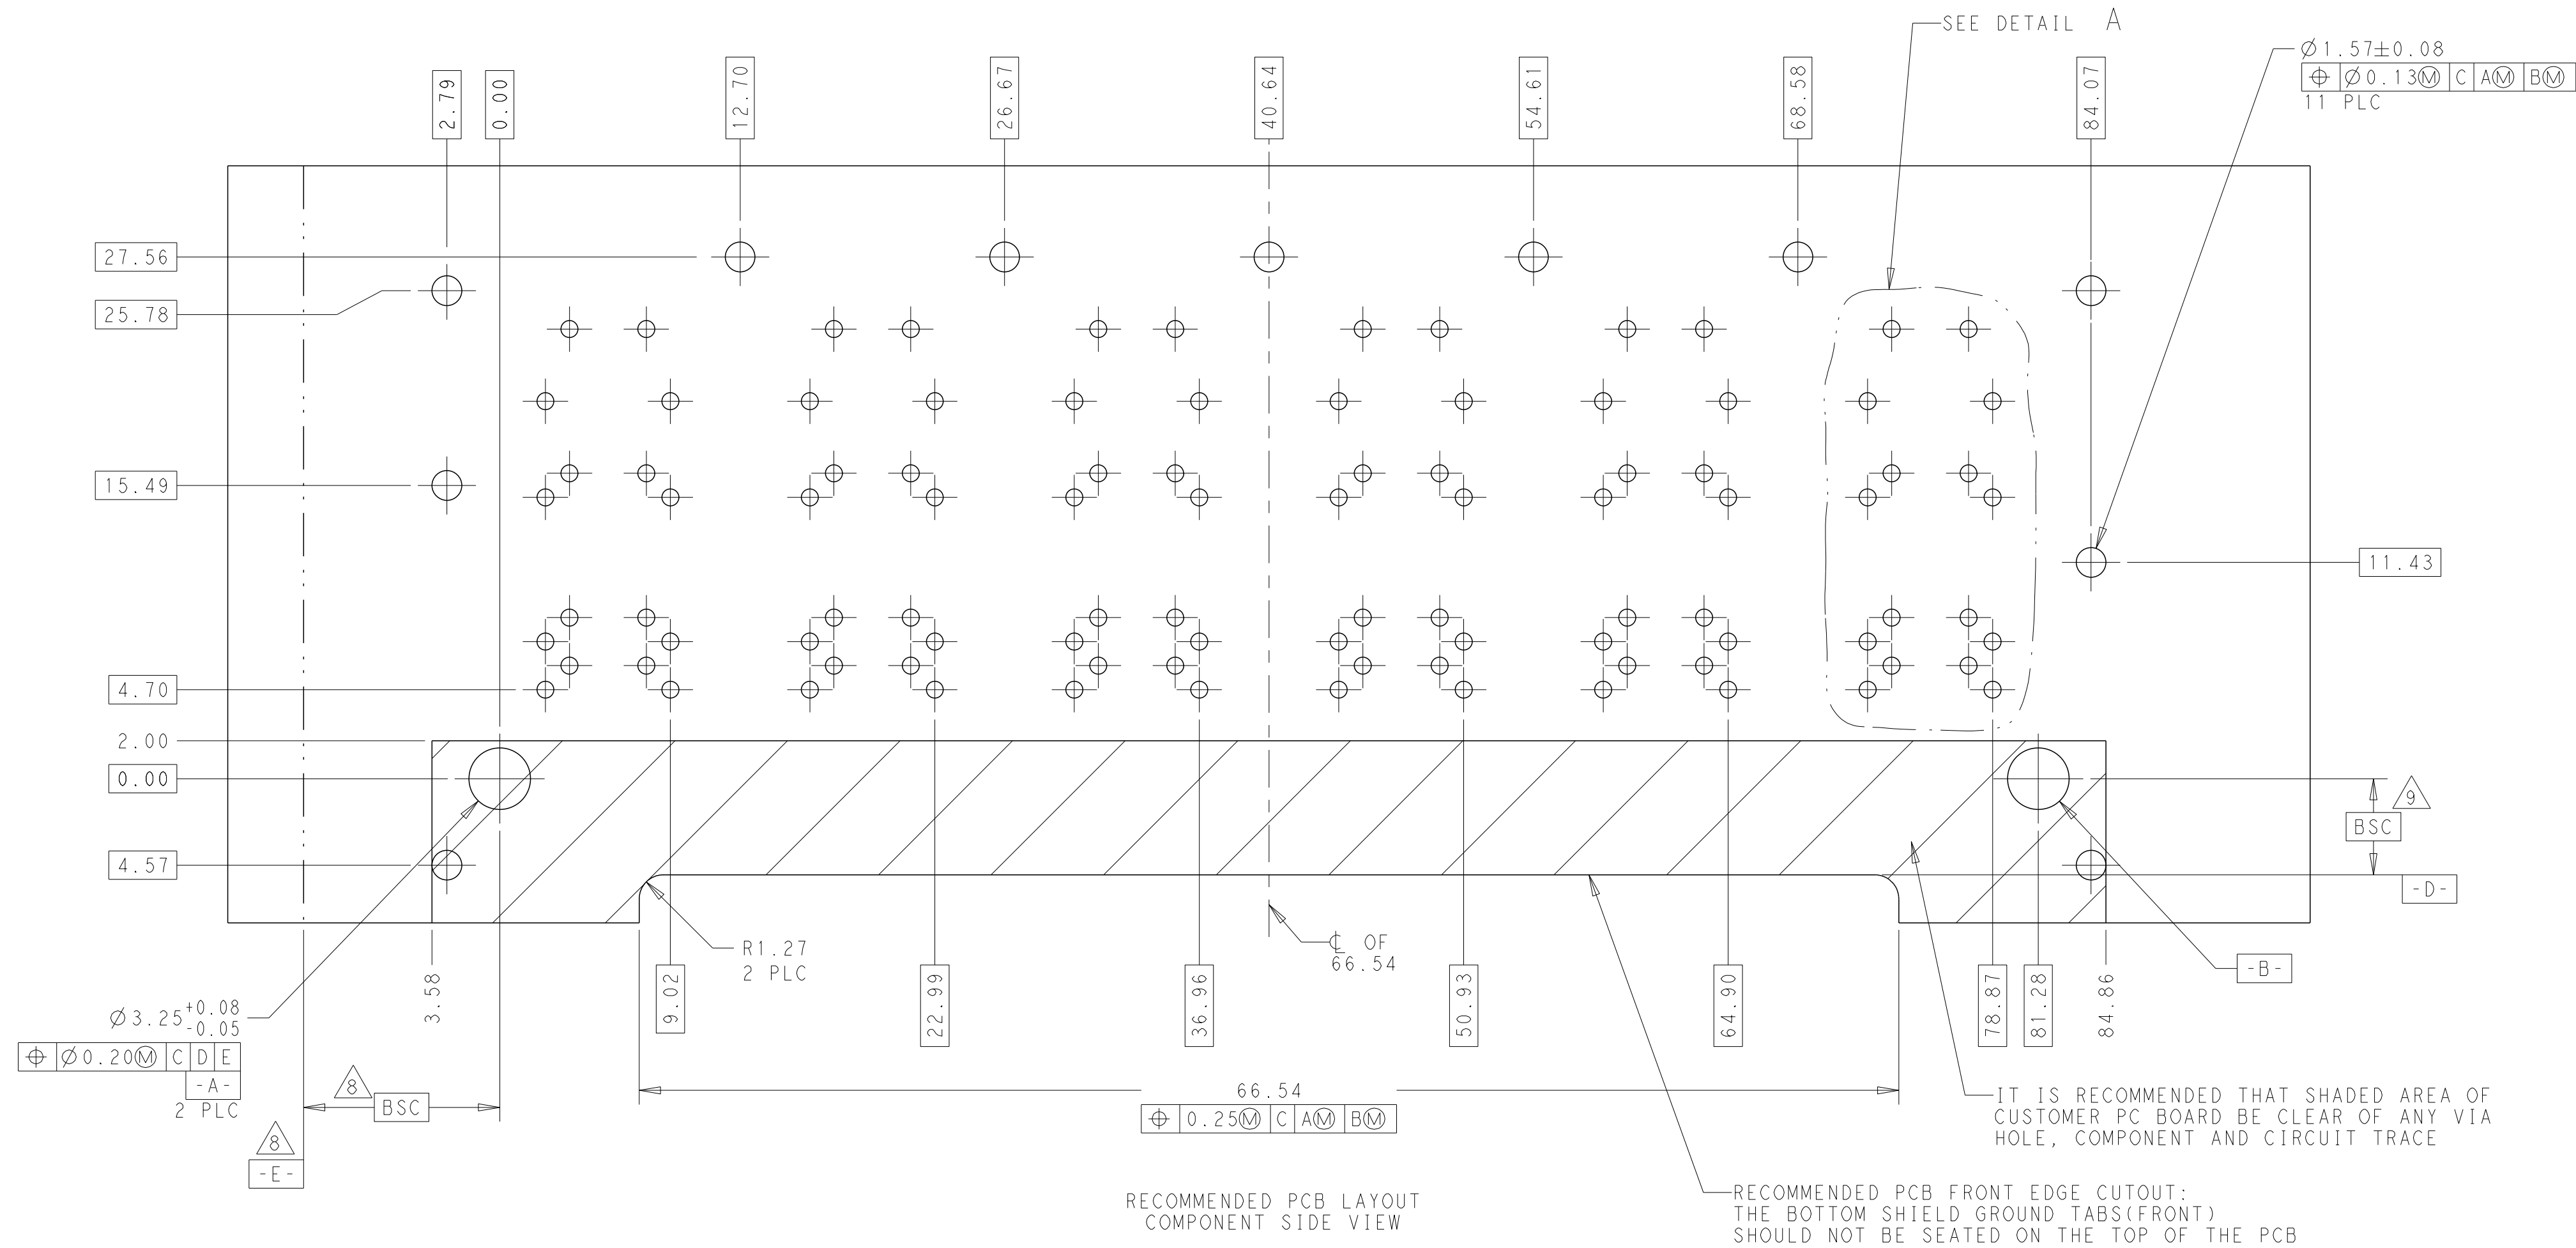 SEE DETAIL A
Ø1.57±0.08
⌖ Ø0.13Ⓜ C AⓂ BⓂ
11 PLC
2.79
0.00
12.70
26.67
40.64
54.61
68.58
84.07
27.56
25.78
15.49
11.43
4.70
2.00
0.00
4.57
9
BSC
-D-
R1.27
2 PLC
℄ OF
66.54
-B-
3.58
9.02
22.99
36.96
50.93
64.90
78.87
81.28
84.86
Ø3.25+0.08
-0.05
⌖ Ø0.20Ⓜ C D E
-A-
2 PLC
8
BSC
8
-E-
66.54
⌖ 0.25Ⓜ C AⓂ BⓂ
IT IS RECOMMENDED THAT SHADED AREA OF
CUSTOMER PC BOARD BE CLEAR OF ANY VIA
HOLE, COMPONENT AND CIRCUIT TRACE
RECOMMENDED PCB LAYOUT
COMPONENT SIDE VIEW
RECOMMENDED PCB FRONT EDGE CUTOUT:
THE BOTTOM SHIELD GROUND TABS(FRONT)
SHOULD NOT BE SEATED ON THE TOP OF THE PCB